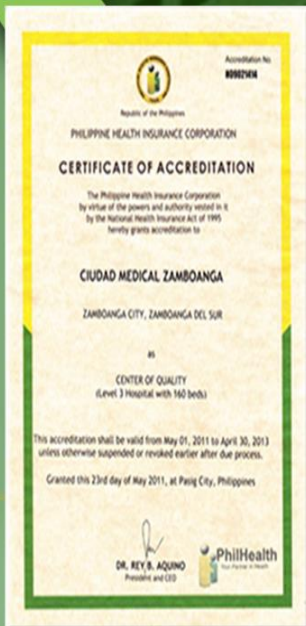 Accreditation No
H09021414
Republic of the Philippines
PHILIPPINE HEALTH INSURANCE CORPORATION
CERTIFICATE OF ACCREDITATION
The Philippine Health Insurance Corporation
by virtue of the powers and authority vested in it
by the National Health Insurance Act of 1995
hereby grants accreditation to
CIUDAD MEDICAL ZAMBOANGA
ZAMBOANGA CITY, ZAMBOANGA DEL SUR
as
CENTER OF QUALITY
(Level 3 Hospital with 160 beds)
This accreditation shall be valid from May 01, 2011 to April 30, 2013
unless otherwise suspended or revoked earlier after due process.
Granted this 23rd day of May 2011, at Pasig City, Philippines
DR. REY B. AQUINO
President and CEO
PhilHealth
Your Partner in Health